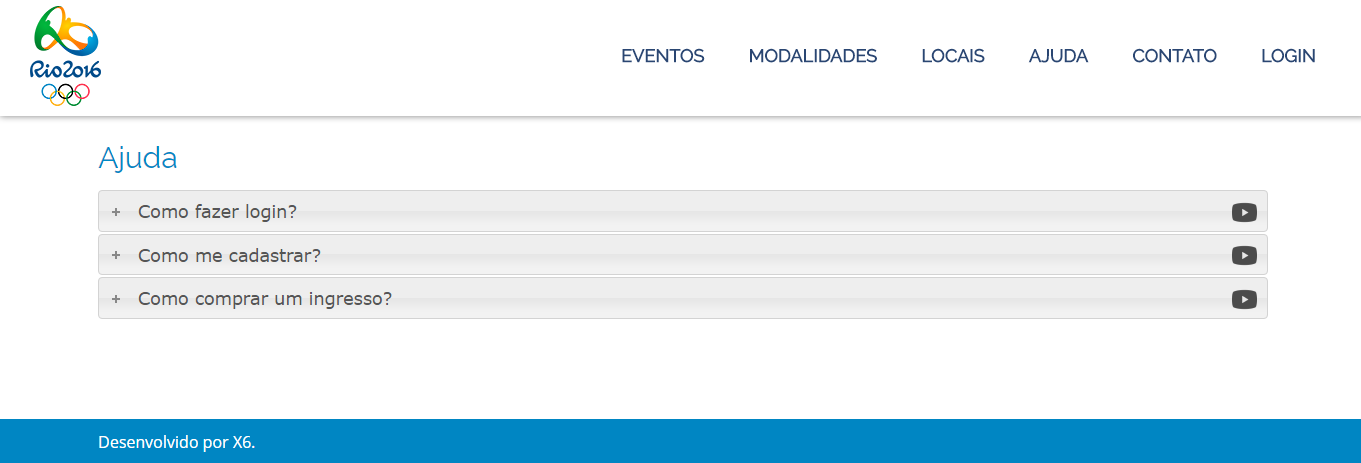 Rio2016
EVENTOS MODALIDADES LOCAIS AJUDA CONTATO LOGIN
Ajuda
Como fazer login?
Como me cadastrar?
Como comprar um ingresso?
Desenvolvido por X6.